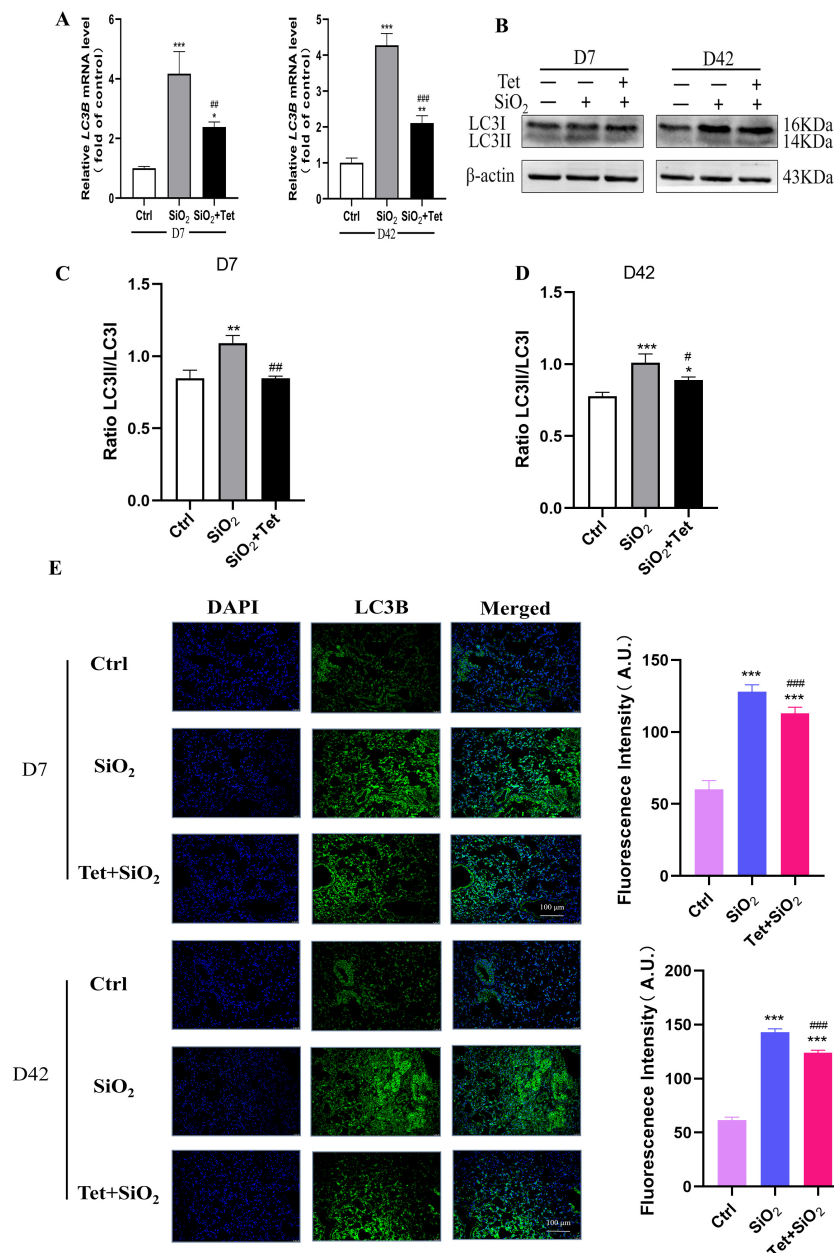 A
Relative LC3B mRNA level
( fold of control)
8
6
4
2
0
***
##
*
Ctrl SiO₂ SiO₂+Tet
D7
Relative LC3B mRNA level
( fold of control)
5
4
3
2
1
0
***
###
**
Ctrl SiO₂ SiO₂+Tet
D42
B
D7 D42
Tet + +
SiO₂ — + + — + +
LC3I 16KDa
LC3II 14KDa
β-actin 43KDa
C
D7
Ratio LC3II/LC3I
1.5
1.0
0.5
0.0
**
##
Ctrl
SiO₂
SiO₂+Tet
D
D42
Ratio LC3II/LC3I
1.5
1.0
0.5
0.0
***
#
*
Ctrl
SiO₂
SiO₂+Tet
E
DAPI LC3B Merged
D7
Ctrl
SiO₂
Tet+SiO₂
100 μm
D42
Ctrl
SiO₂
Tet+SiO₂
100 μm
Fluorescenece Intensity( A.U.)
150
100
50
0
***
###
***
Ctrl
SiO₂
Tet+SiO₂
Fluorescenece Intensity( A.U.)
200
150
100
50
0
***
###
***
Ctrl
SiO₂
Tet+SiO₂